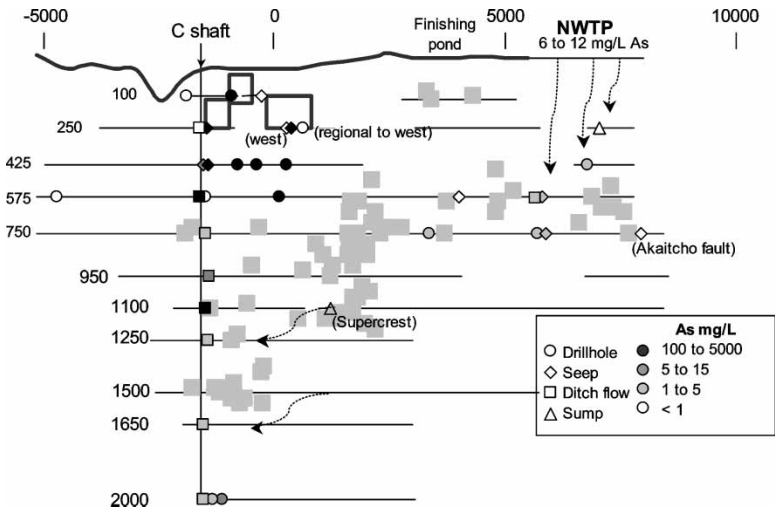 -5000 0 5000 10000
C shaft
Finishing
pond
NWTP
6 to 12 mg/L As
100
250
(west)
(regional to west)
425
575
750
(Akaitcho fault)
950
1100
(Supercrest)
1250
1500
1650
2000
Drillhole
Seep
Ditch flow
Sump
As mg/L
100 to 5000
5 to 15
1 to 5
< 1